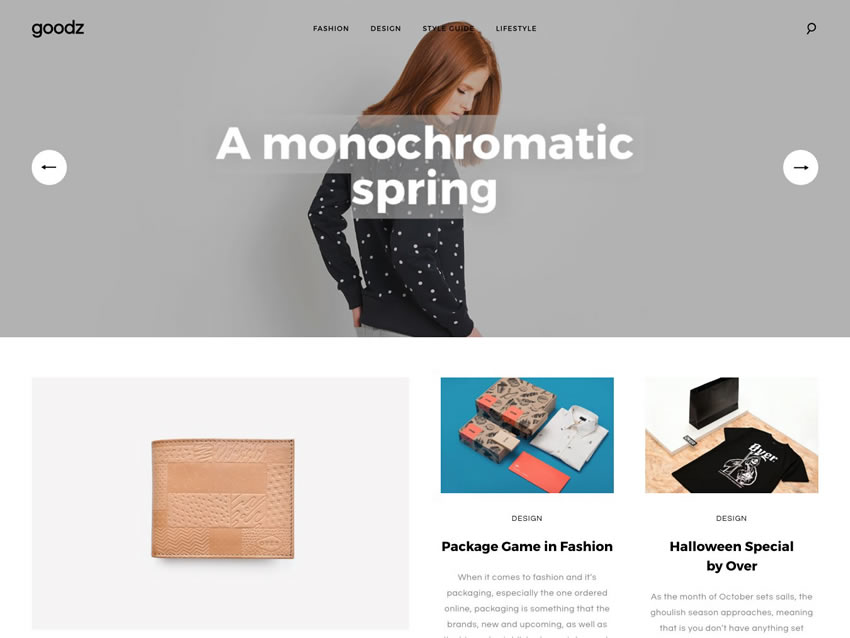 goodz
FASHION DESIGN STYLE GUIDE LIFESTYLE
A monochromatic
spring
DESIGN
Package Game in Fashion
When it comes to fashion and it's
packaging, especially the one ordered
online, packaging is something that the
brands, new and upcoming, as well as
DESIGN
Halloween Special
by Over
As the month of October sets sails, the
ghoulish season approaches, meaning
that is you don't have anything set
Over